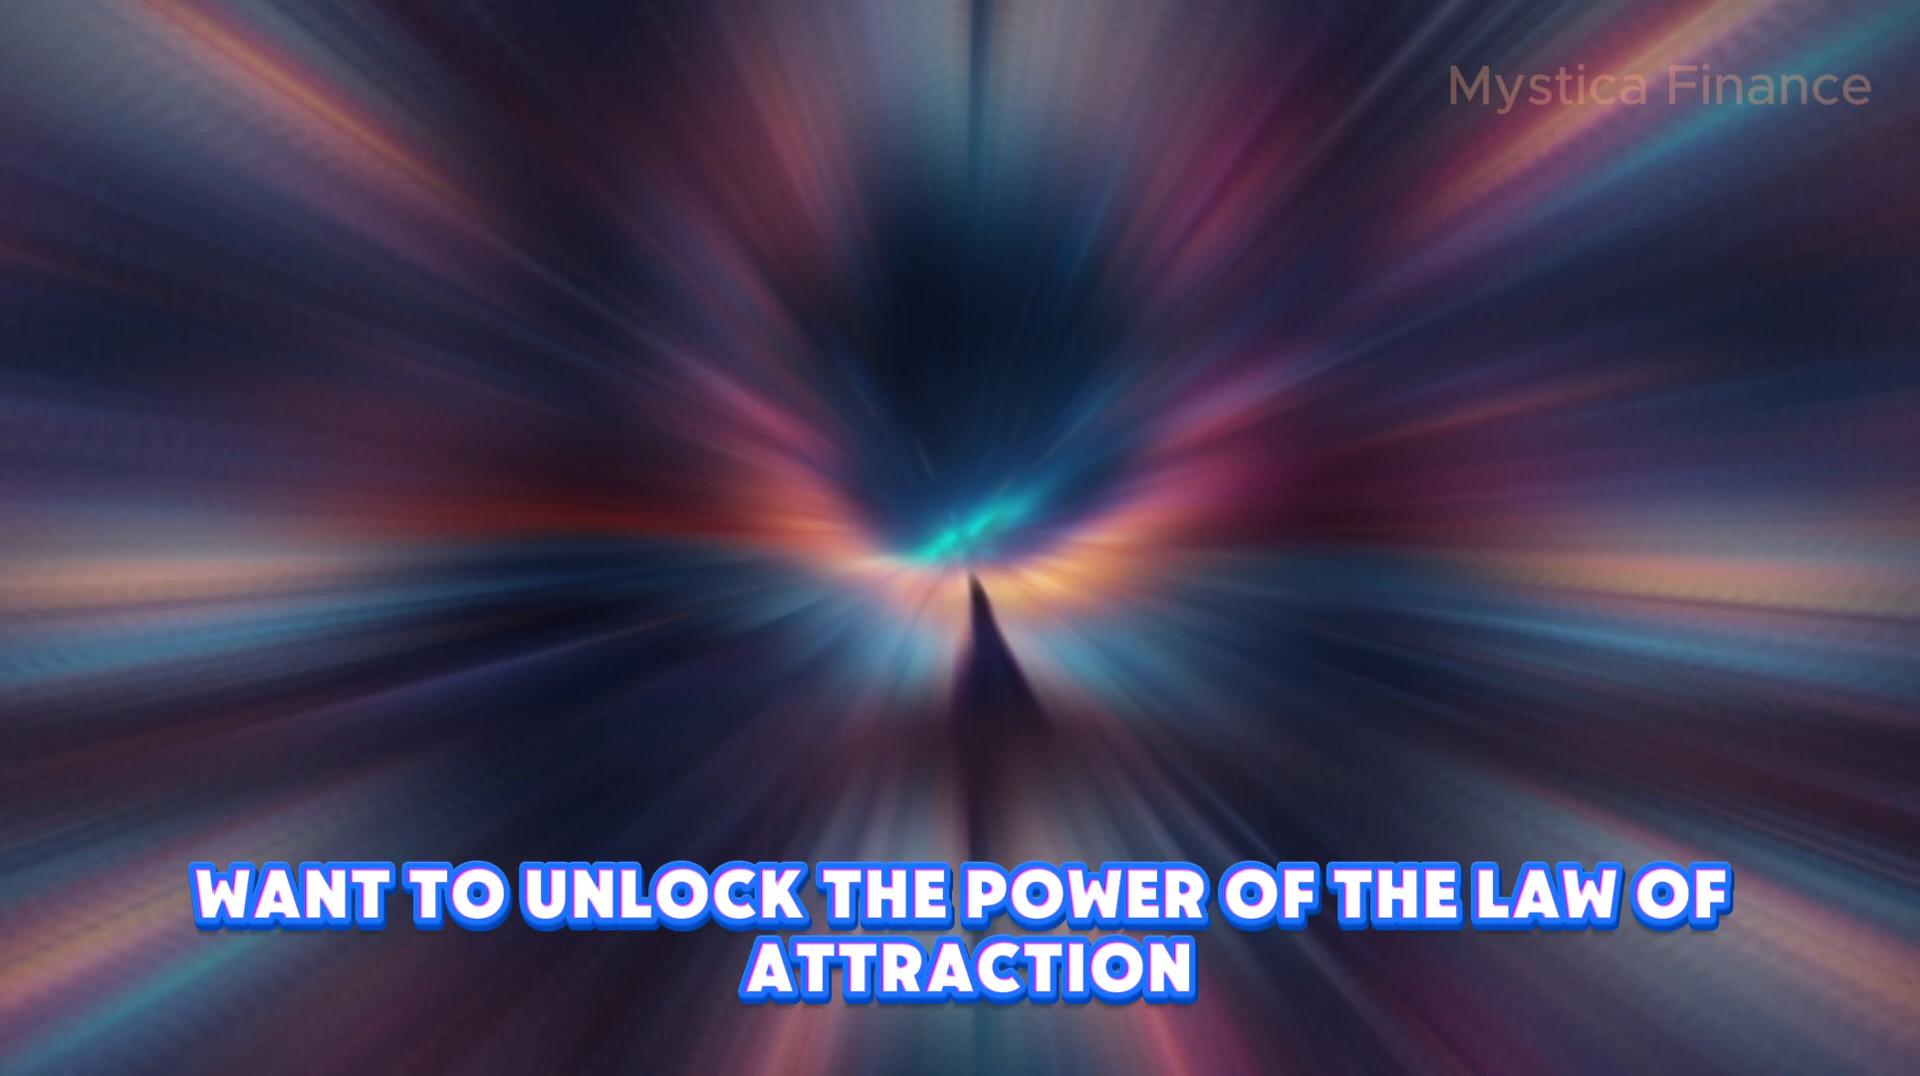 Mystica Finance
WANT TO UNLOCK THE POWER OF THE LAW OF
ATTRACTION